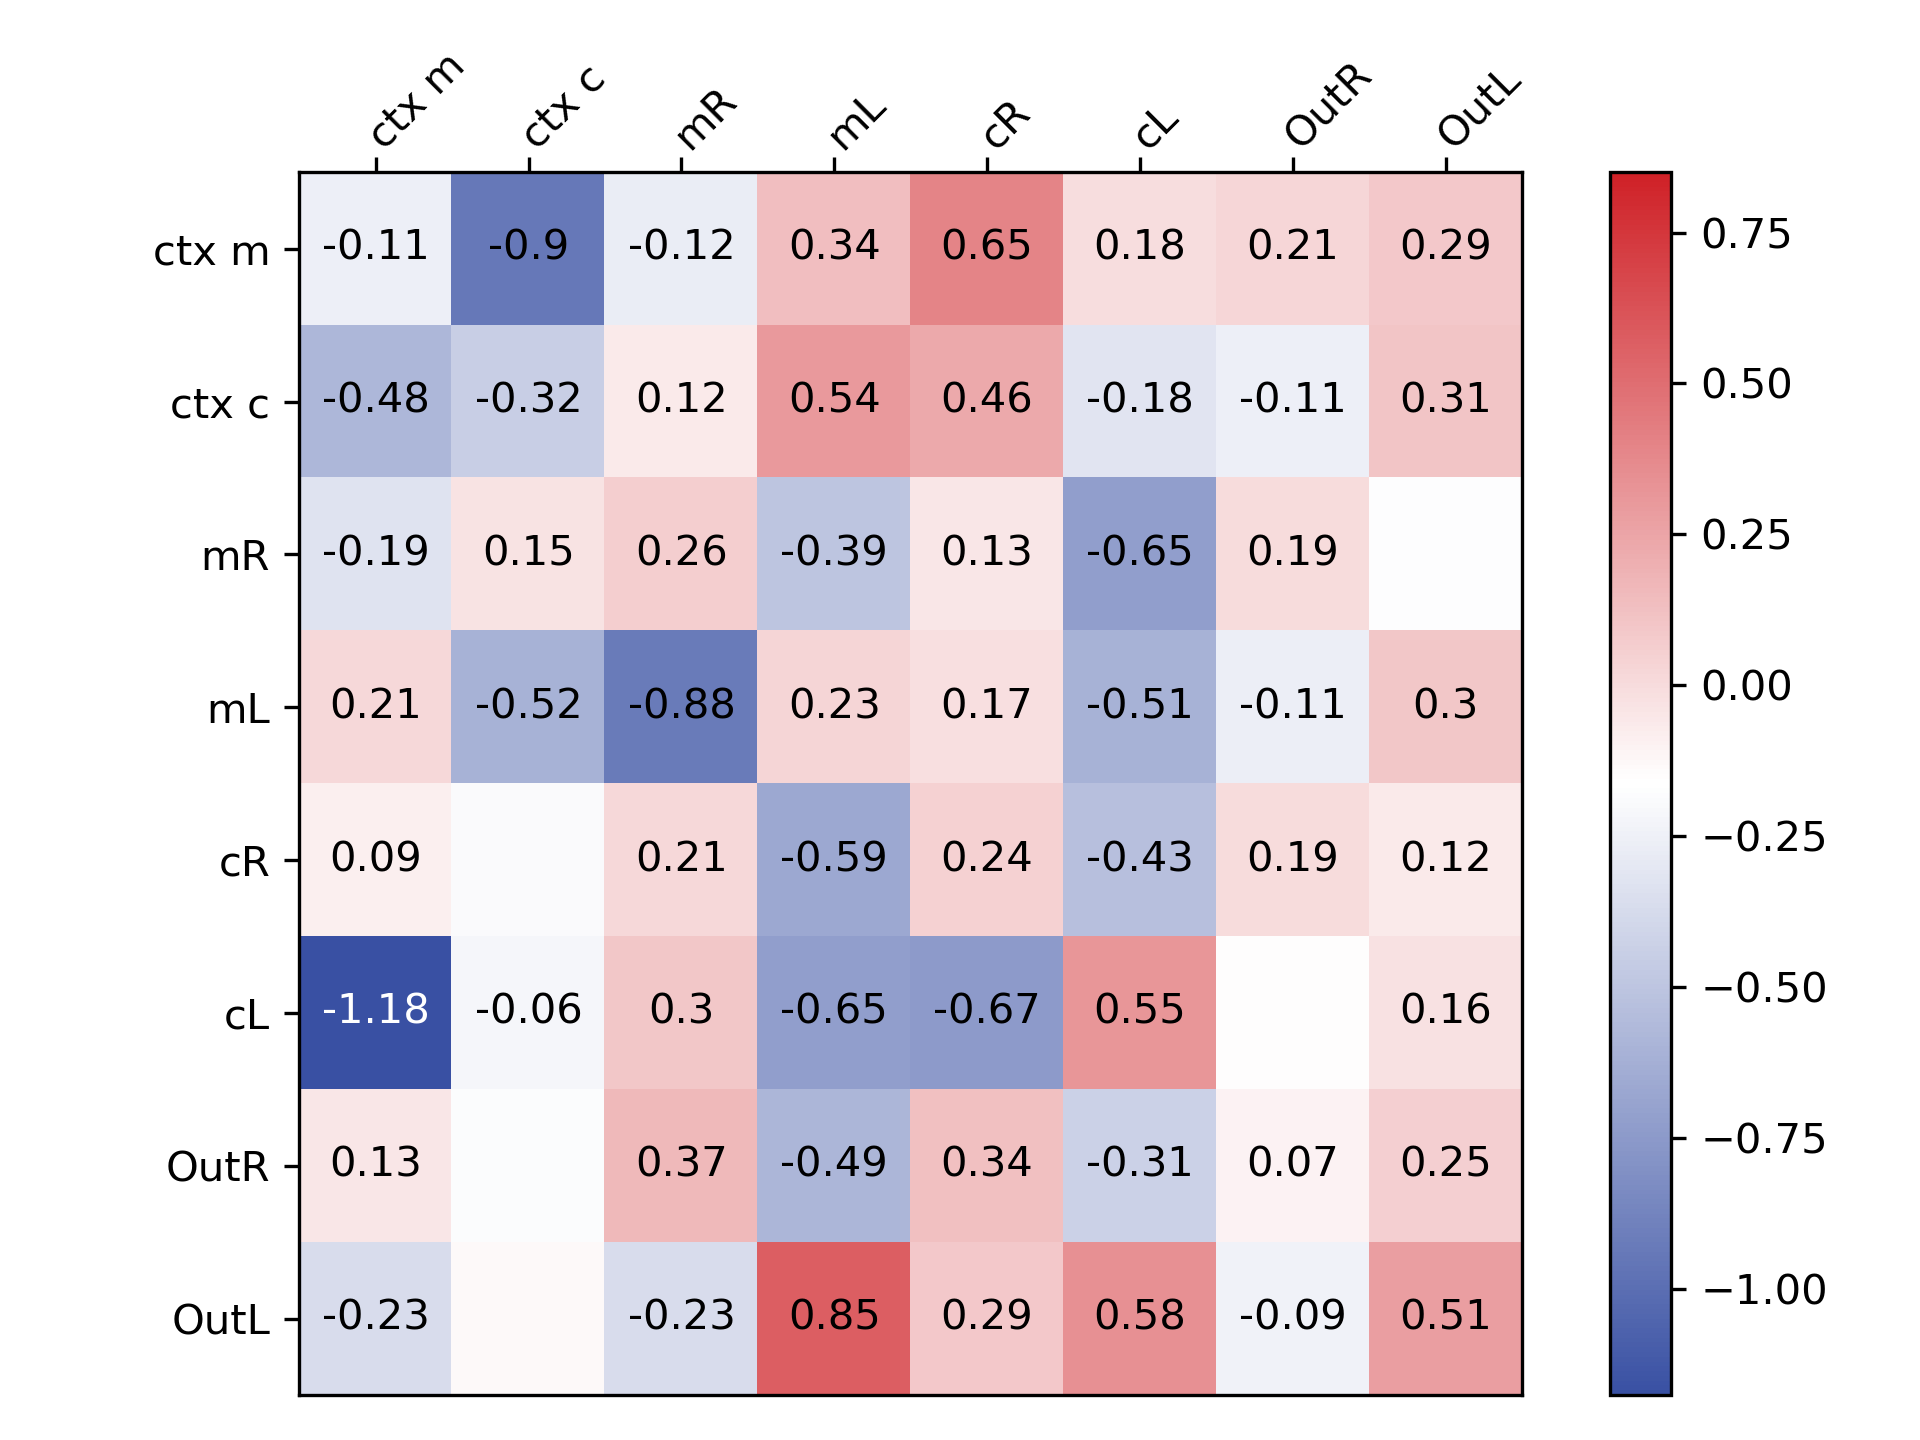 ctx m ctx c mR mL cR cL OutR OutL
ctx m -0.11 -0.9 -0.12 0.34 0.65 0.18 0.21 0.29
ctx c -0.48 -0.32 0.12 0.54 0.46 -0.18 -0.11 0.31
mR -0.19 0.15 0.26 -0.39 0.13 -0.65 0.19
mL 0.21 -0.52 -0.88 0.23 0.17 -0.51 -0.11 0.3
cR 0.09 0.21 -0.59 0.24 -0.43 0.19 0.12
cL -1.18 -0.06 0.3 -0.65 -0.67 0.55 0.16
OutR 0.13 0.37 -0.49 0.34 -0.31 0.07 0.25
OutL -0.23 -0.23 0.85 0.29 0.58 -0.09 0.51
0.75
0.50
0.25
0.00
−0.25
−0.50
−0.75
−1.00